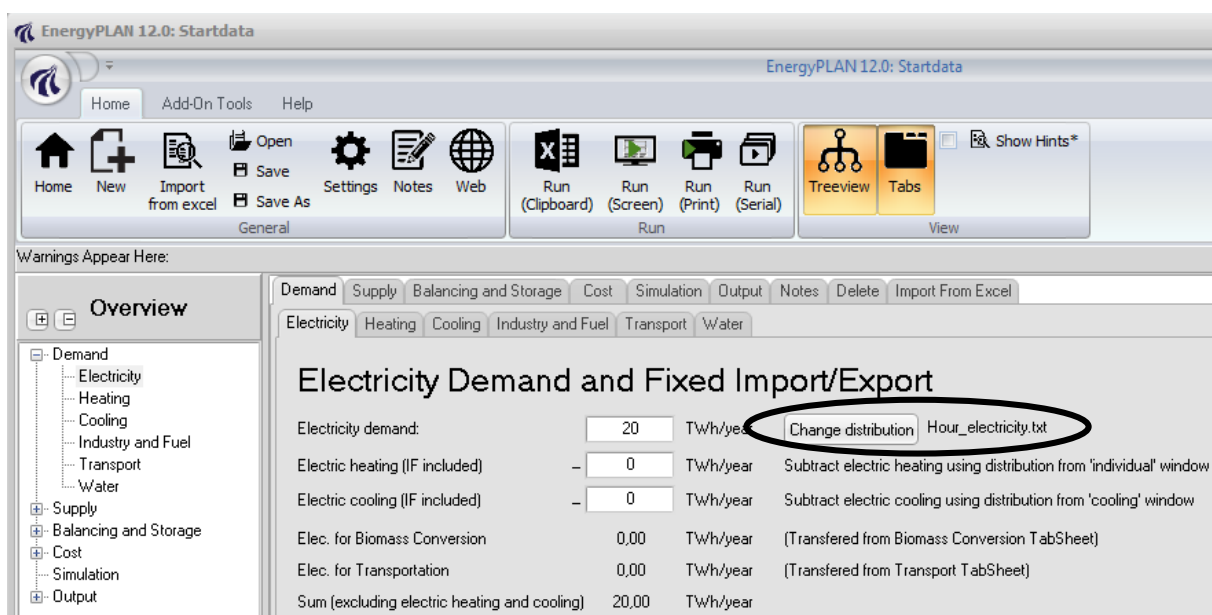 EnergyPLAN 12.0: Startdata
EnergyPLAN 12.0: Startdata
Home Add-On Tools Help
Home New Import from excel Open Save Save As Settings Notes Web Run (Clipboard) Run (Screen) Run (Print) Run (Serial) Treeview Tabs Show Hints*
General Run View
Warnings Appear Here:
Overview
Demand
Electricity
Heating
Cooling
Industry and Fuel
Transport
Water
Supply
Balancing and Storage
Cost
Simulation
Output
Demand Supply Balancing and Storage Cost Simulation Output Notes Delete Import From Excel
Electricity Heating Cooling Industry and Fuel Transport Water
Electricity Demand and Fixed Import/Export
Electricity demand: 20 TWh/year Change distribution Hour_electricity.txt
Electric heating (IF included) – 0 TWh/year Subtract electric heating using distribution from 'individual' window
Electric cooling (IF included) – 0 TWh/year Subtract electric cooling using distribution from 'cooling' window
Elec. for Biomass Conversion 0,00 TWh/year (Transfered from Biomass Conversion TabSheet)
Elec. for Transportation 0,00 TWh/year (Transfered from Transport TabSheet)
Sum (excluding electric heating and cooling) 20,00 TWh/year